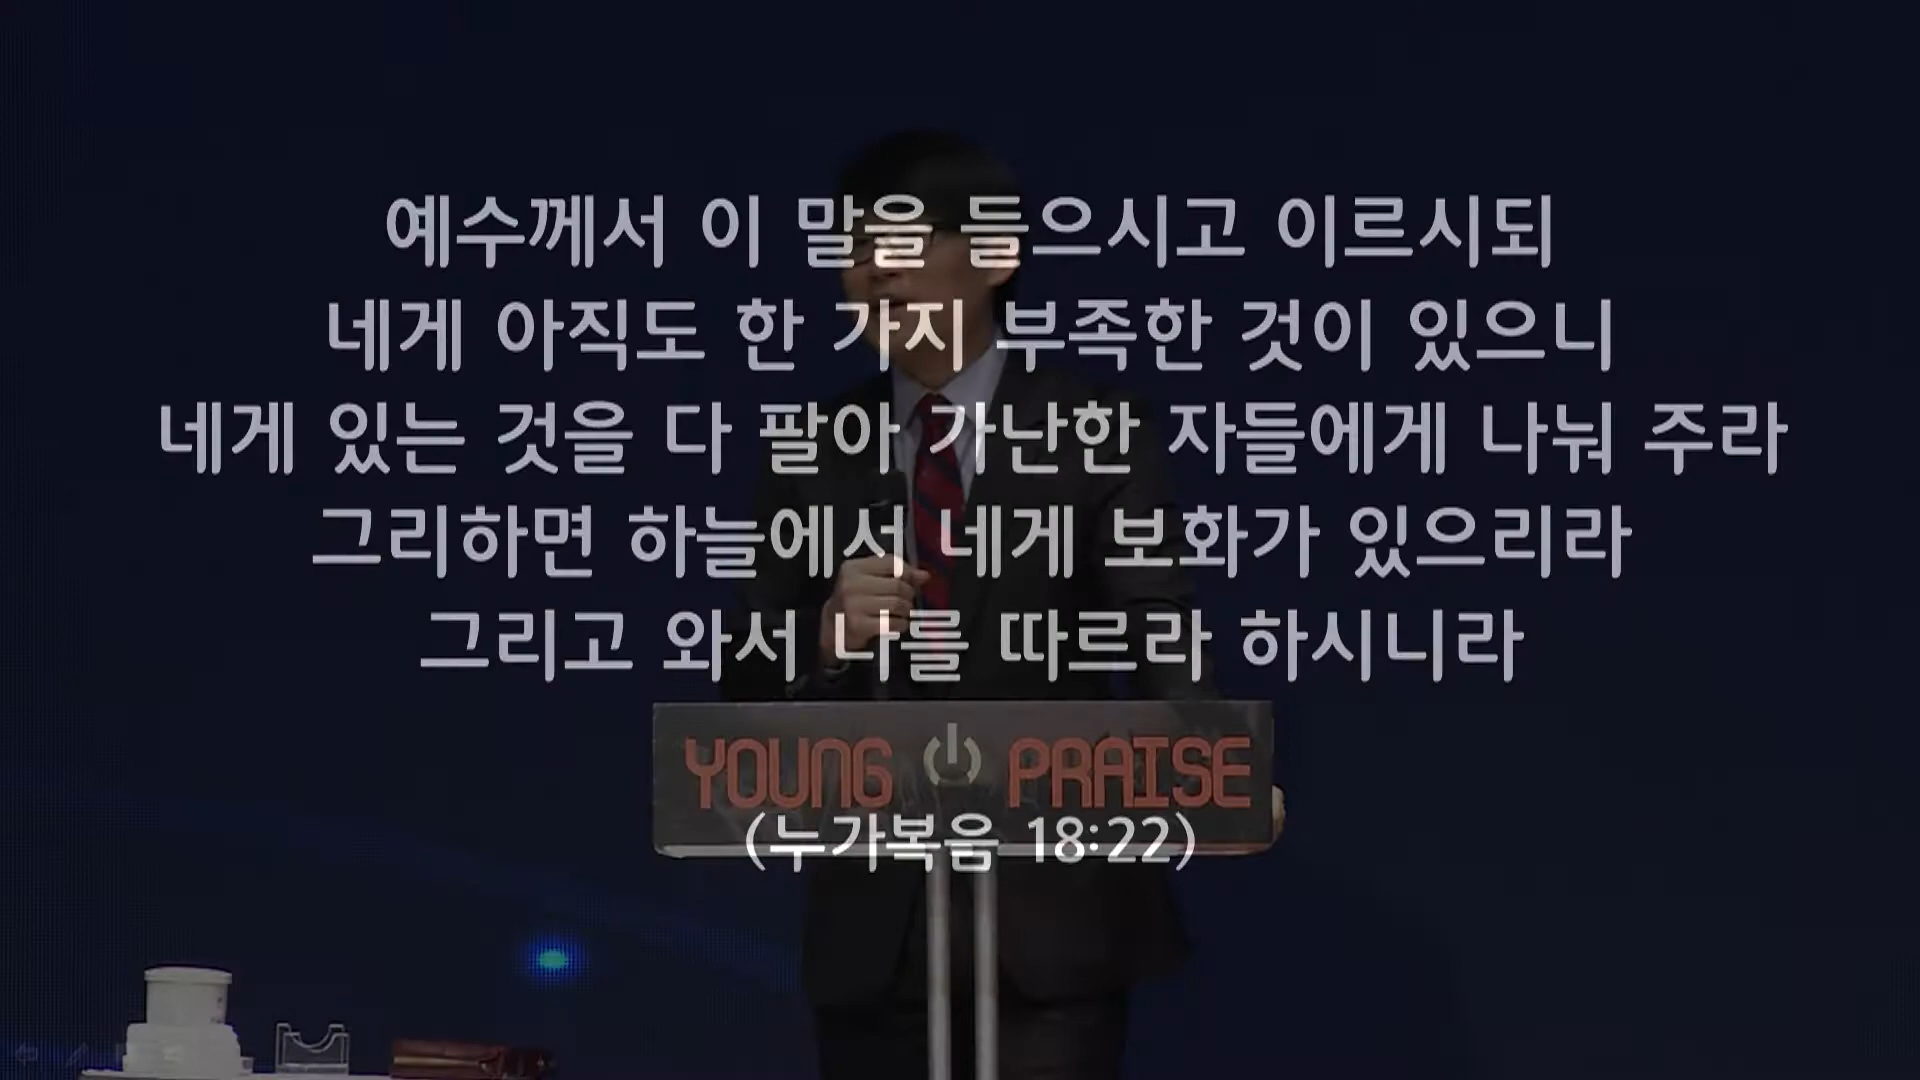 예수께서 이 말을 들으시고 이르시되
네게 아직도 한 가지 부족한 것이 있으니
네게 있는 것을 다 팔아 가난한 자들에게 나눠 주라
그리하면 하늘에서 네게 보화가 있으리라
그리고 와서 나를 따르라 하시니라
YOUNG PRAISE
(누가복음 18:22)